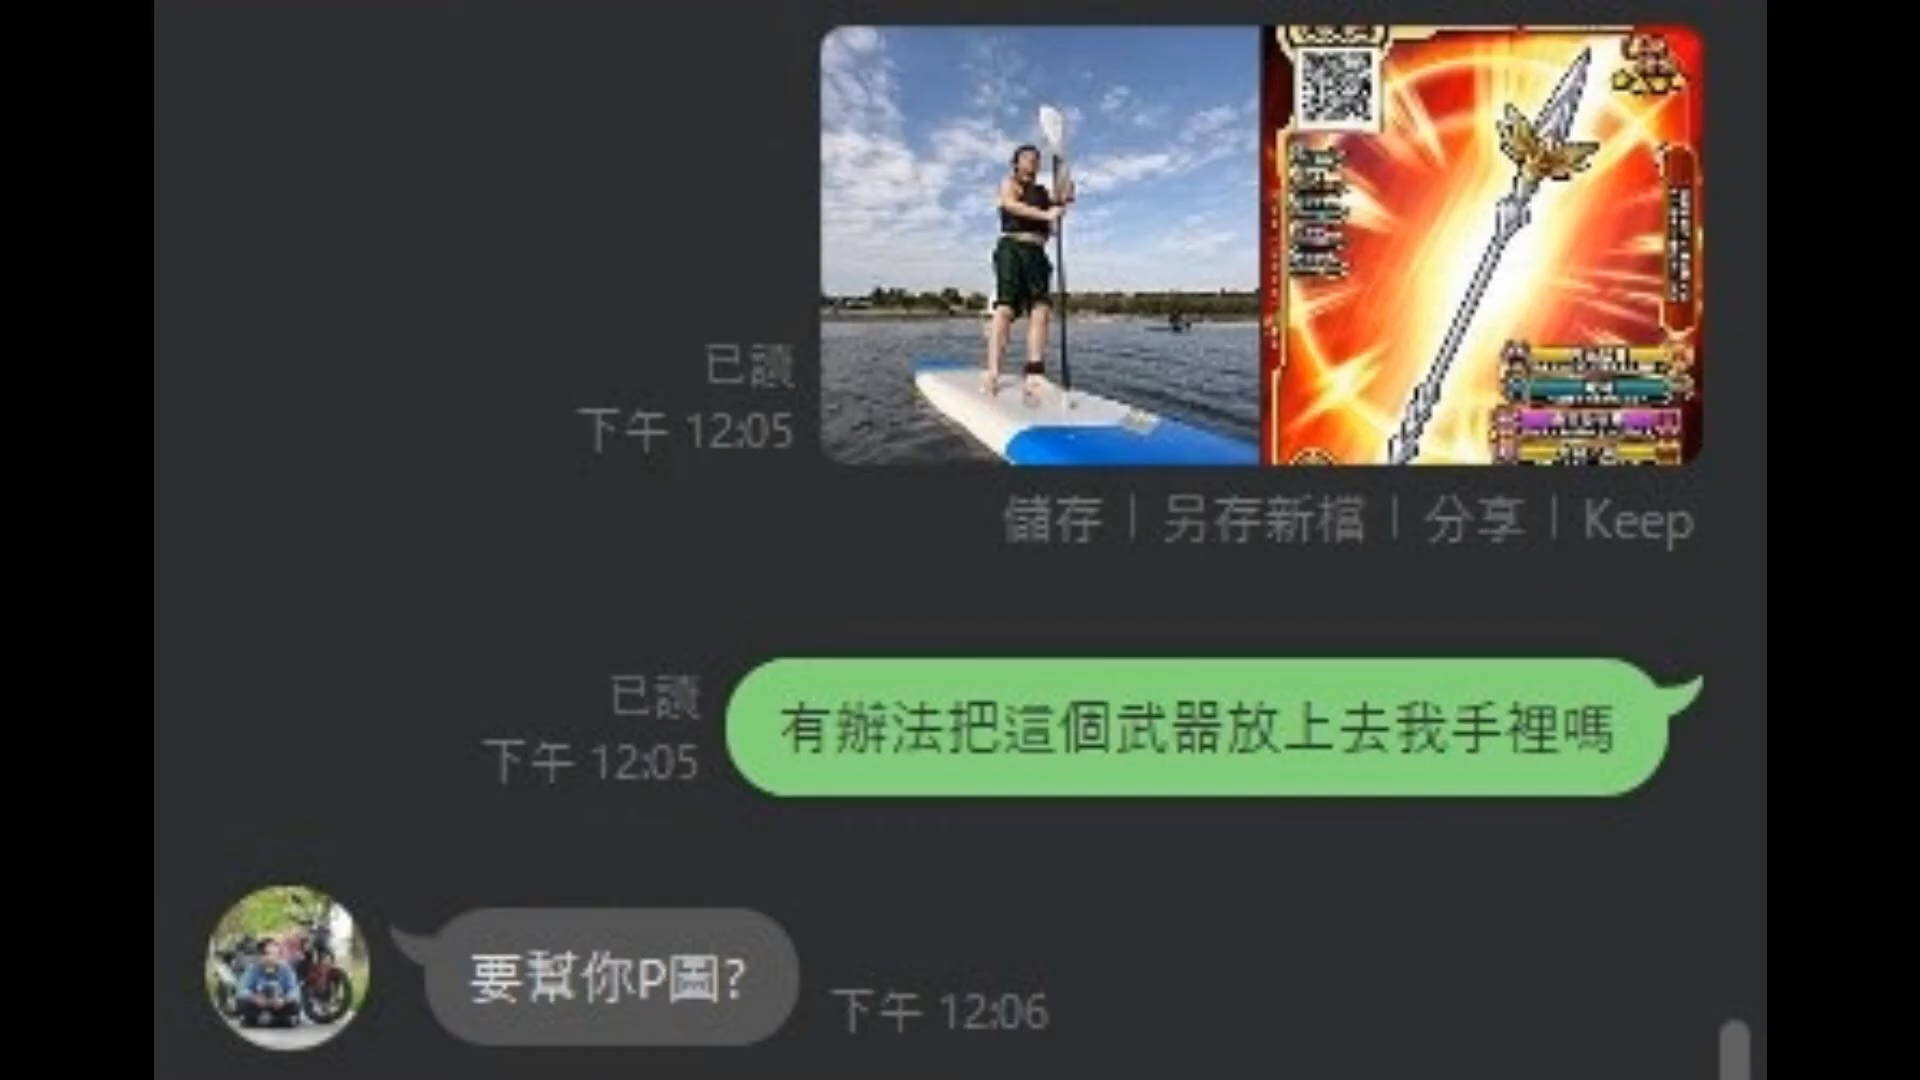 已讀
下午 12:05
儲存 | 另存新檔 | 分享 | Keep
已讀
下午 12:05
有辦法把這個武器放上去我手裡嗎
要幫你P圖?
下午 12:06